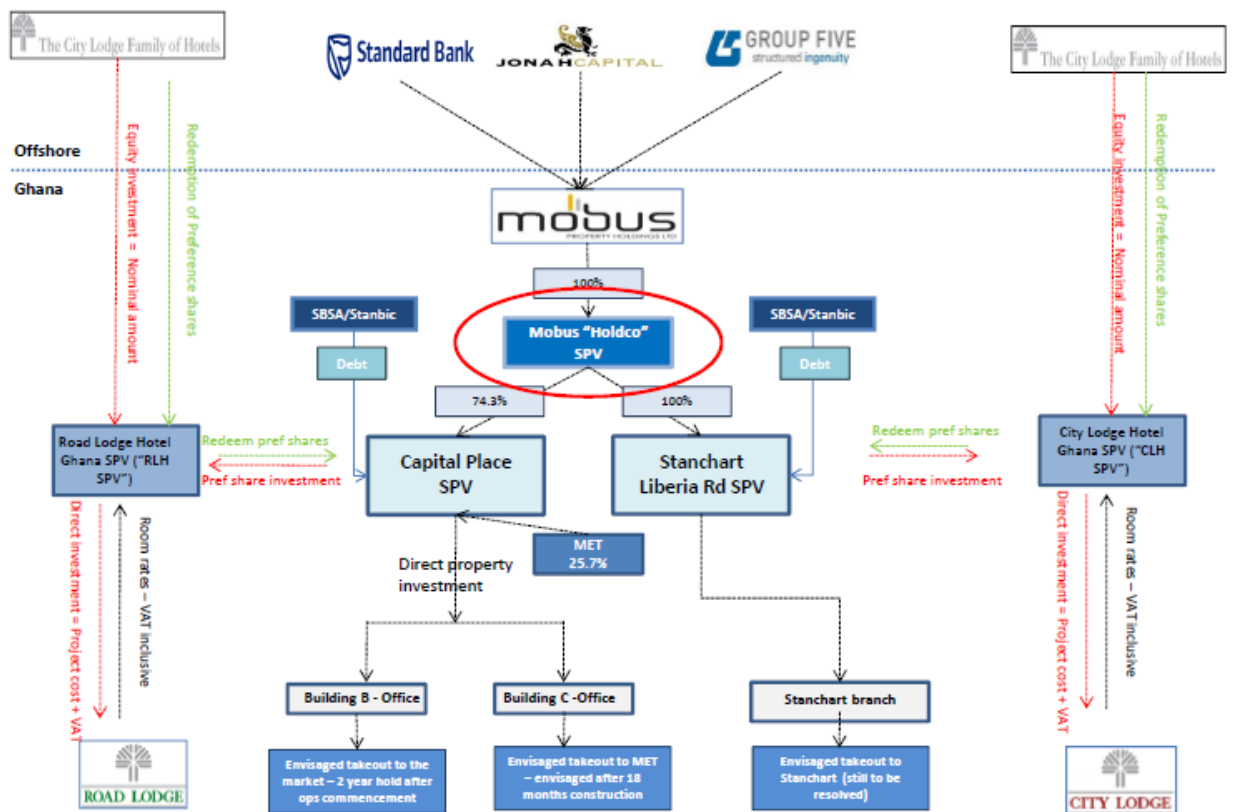 The City Lodge Family of Hotels
Standard Bank
JONAHCAPITAL
GROUP FIVE
structured ingenuity
The City Lodge Family of Hotels
Equity investment = Nominal amount
Redemption of Preference shares
Equity investment = Nominal amount
Redemption of Preference shares
Offshore
Ghana
mobus
PROPERTY HOLDINGS LTD
100%
SBSA/Stanbic
Mobus “Holdco”
SPV
SBSA/Stanbic
Debt
Debt
74.3%
100%
Road Lodge Hotel
Ghana SPV (“RLH
SPV”)
Redeem pref shares
Pref share investment
Capital Place
SPV
Stanchart
Liberia Rd SPV
Redeem pref shares
Pref share investment
City Lodge Hotel
Ghana SPV (“CLH
SPV”)
Direct investment = Project cost + VAT
Room rates – VAT inclusive
Direct property
investment
MET
25.7%
Direct investment = Project cost + VAT
Room rates – VAT inclusive
Building B - Office
Building C -Office
Stanchart branch
Envisaged takeout to the
market – 2 year hold after
ops commencement
Envisaged takeout to MET
– envisaged after 18
months construction
Envisaged takeout to
Stanchart (still to be
resolved)
ROAD LODGE
CITY LODGE